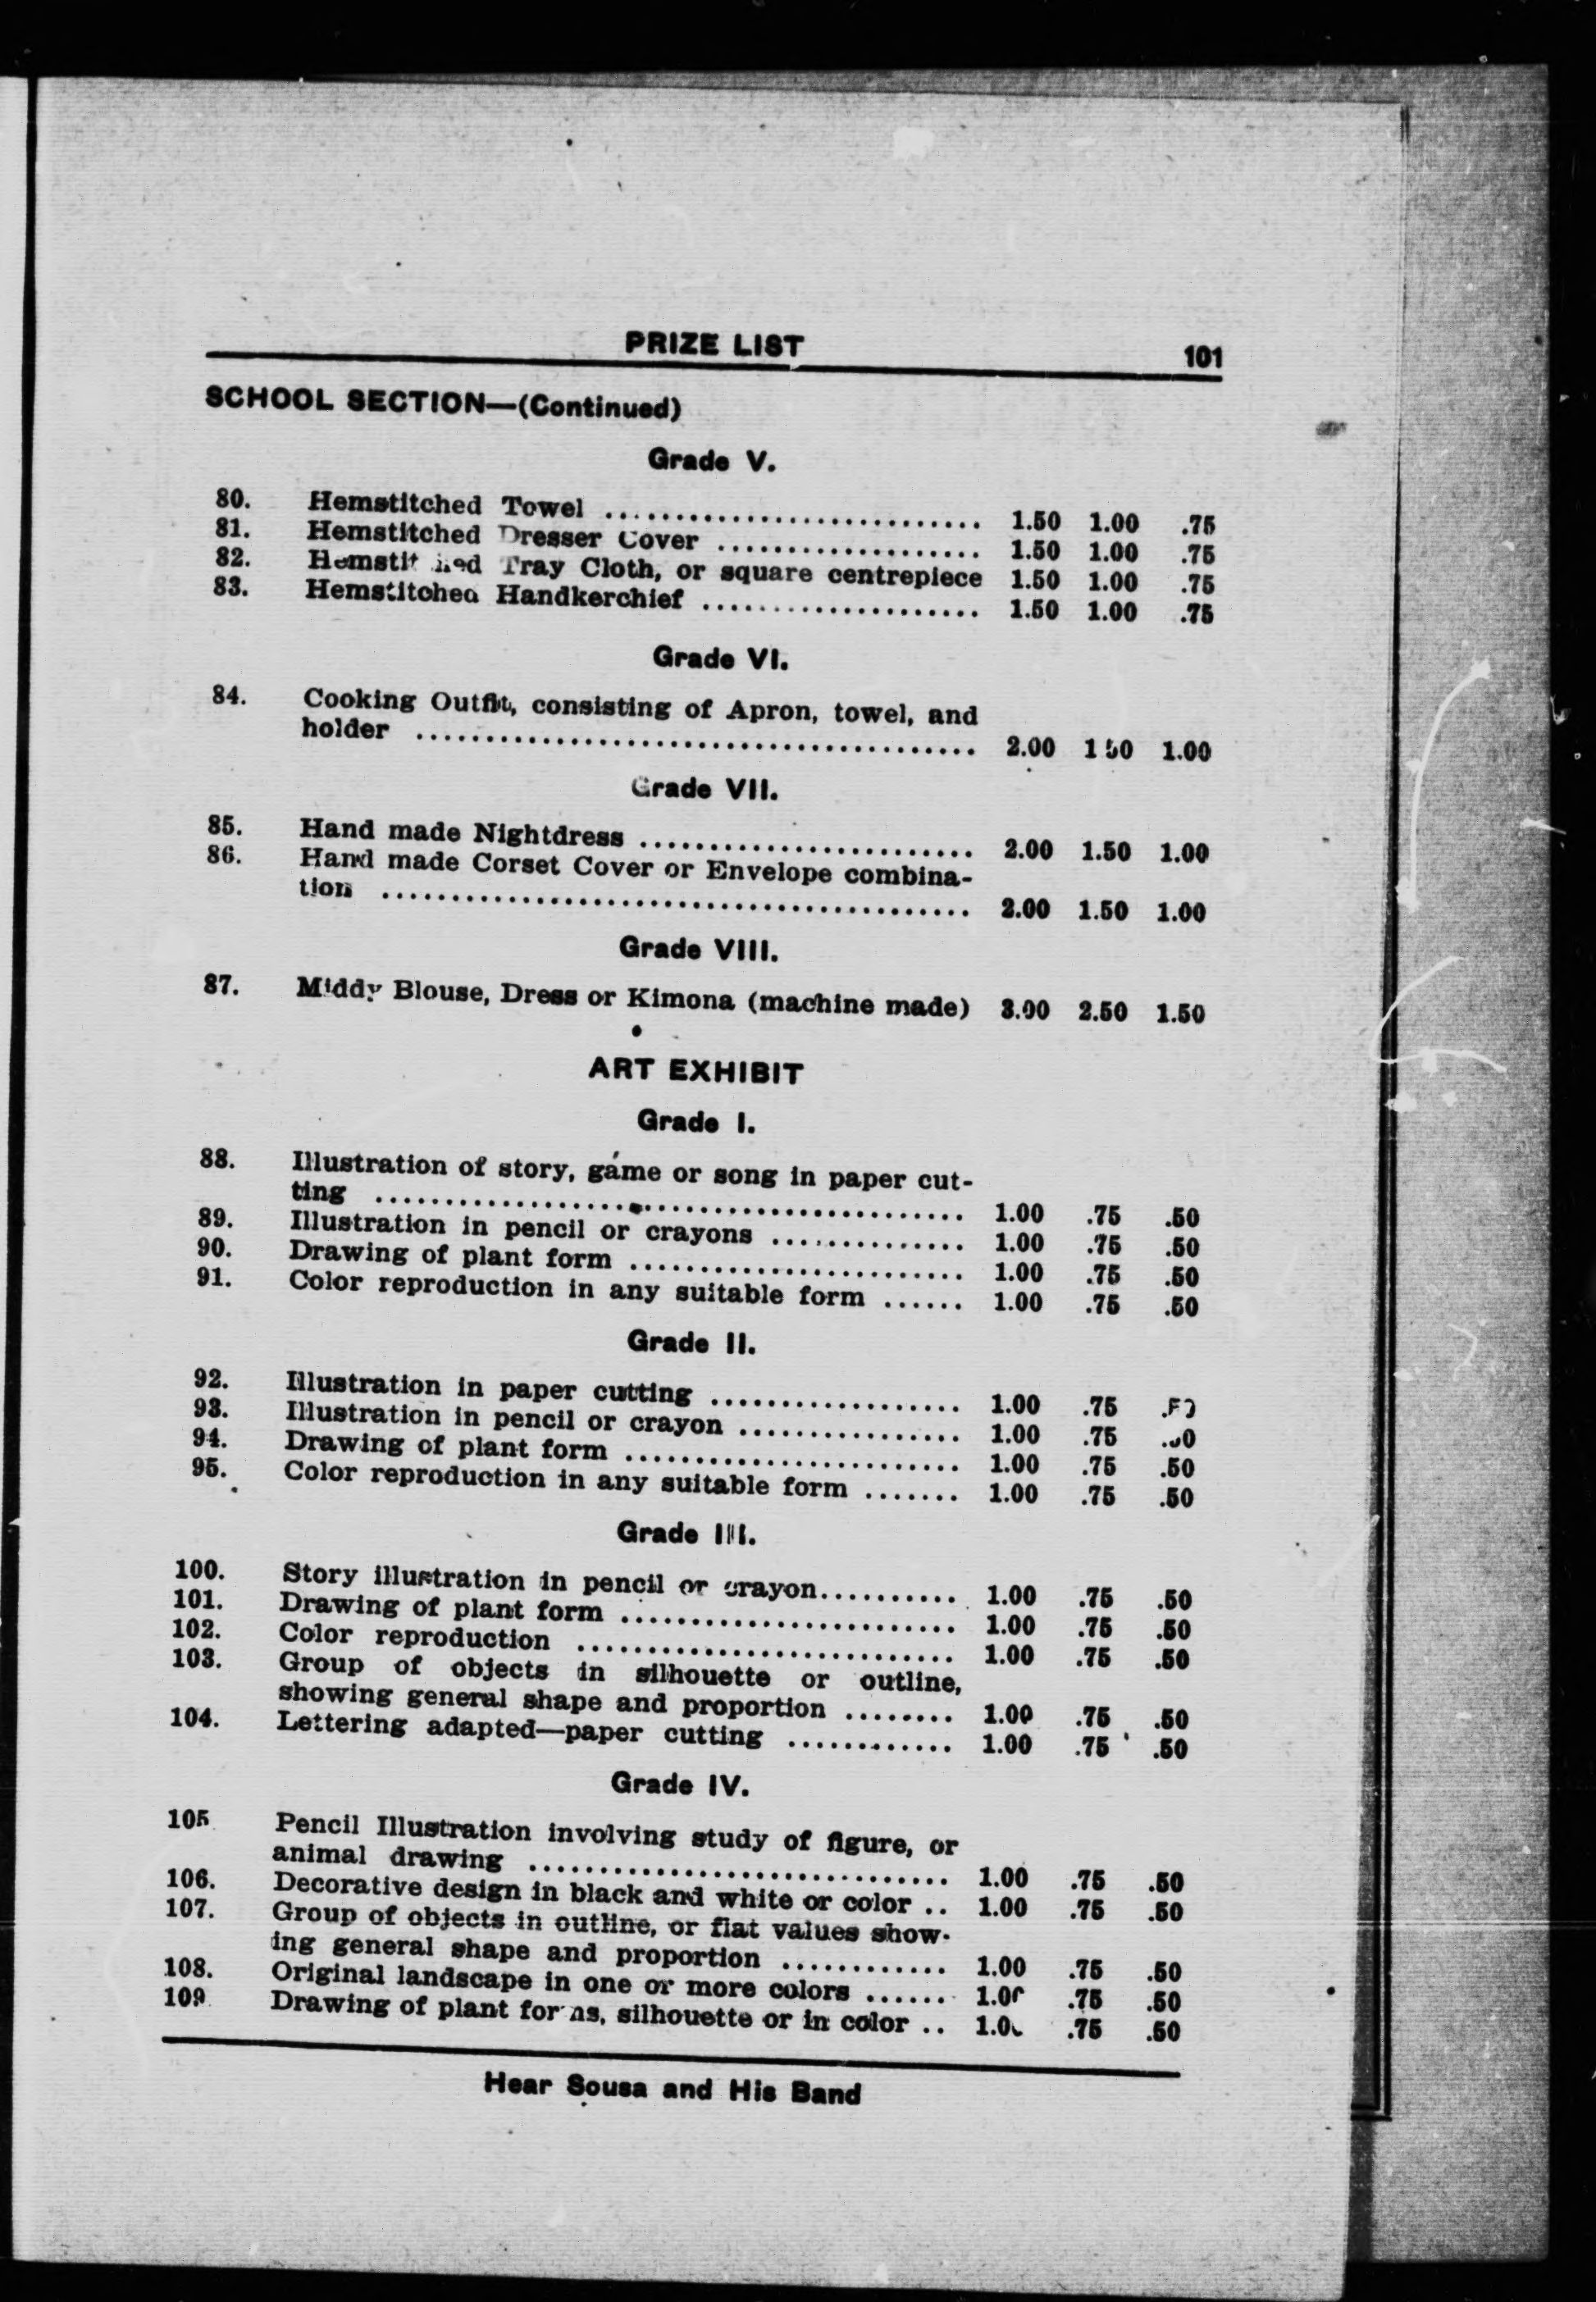 PRIZE LIST 101
SCHOOL SECTION—(Continued)
Grade V.
80. Hemstitched Towel .......................... 1.50 1.00 .75
81. Hemstitched Dresser Cover ................... 1.50 1.00 .75
82. Hemstitched Tray Cloth, or square centrepiece 1.50 1.00 .75
83. Hemstitched Handkerchief .................... 1.50 1.00 .75
Grade VI.
84. Cooking Outfit, consisting of Apron, towel, and
holder ........................................ 2.00 1.50 1.00
Grade VII.
85. Hand made Nightdress ........................ 2.00 1.50 1.00
86. Hand made Corset Cover or Envelope combina-
tion .......................................... 2.00 1.50 1.00
Grade VIII.
87. Middy Blouse, Dress or Kimona (machine made) 3.00 2.50 1.50
ART EXHIBIT
Grade I.
88. Illustration of story, game or song in paper cut-
ting .......................................... 1.00 .75 .50
89. Illustration in pencil or crayons .............. 1.00 .75 .50
90. Drawing of plant form ........................ 1.00 .75 .50
91. Color reproduction in any suitable form ...... 1.00 .75 .50
Grade II.
92. Illustration in paper cutting .................. 1.00 .75 .50
93. Illustration in pencil or crayon ................ 1.00 .75 .50
94. Drawing of plant form ........................ 1.00 .75 .50
95. Color reproduction in any suitable form ....... 1.00 .75 .50
Grade III.
100. Story illustration in pencil or crayon.......... 1.00 .75 .50
101. Drawing of plant form ........................ 1.00 .75 .50
102. Color reproduction ........................... 1.00 .75 .50
103. Group of objects in silhouette or outline,
showing general shape and proportion ........ 1.00 .75 .50
104. Lettering adapted—paper cutting ............ 1.00 .75 .50
Grade IV.
105 Pencil Illustration involving study of figure, or
animal drawing .............................. 1.00 .75 .50
106. Decorative design in black and white or color .. 1.00 .75 .50
107. Group of objects in outline, or flat values show-
ing general shape and proportion ............ 1.00 .75 .50
108. Original landscape in one or more colors ...... 1.00 .75 .50
109. Drawing of plant forms, silhouette or in color .. 1.00 .75 .50
Hear Sousa and His Band